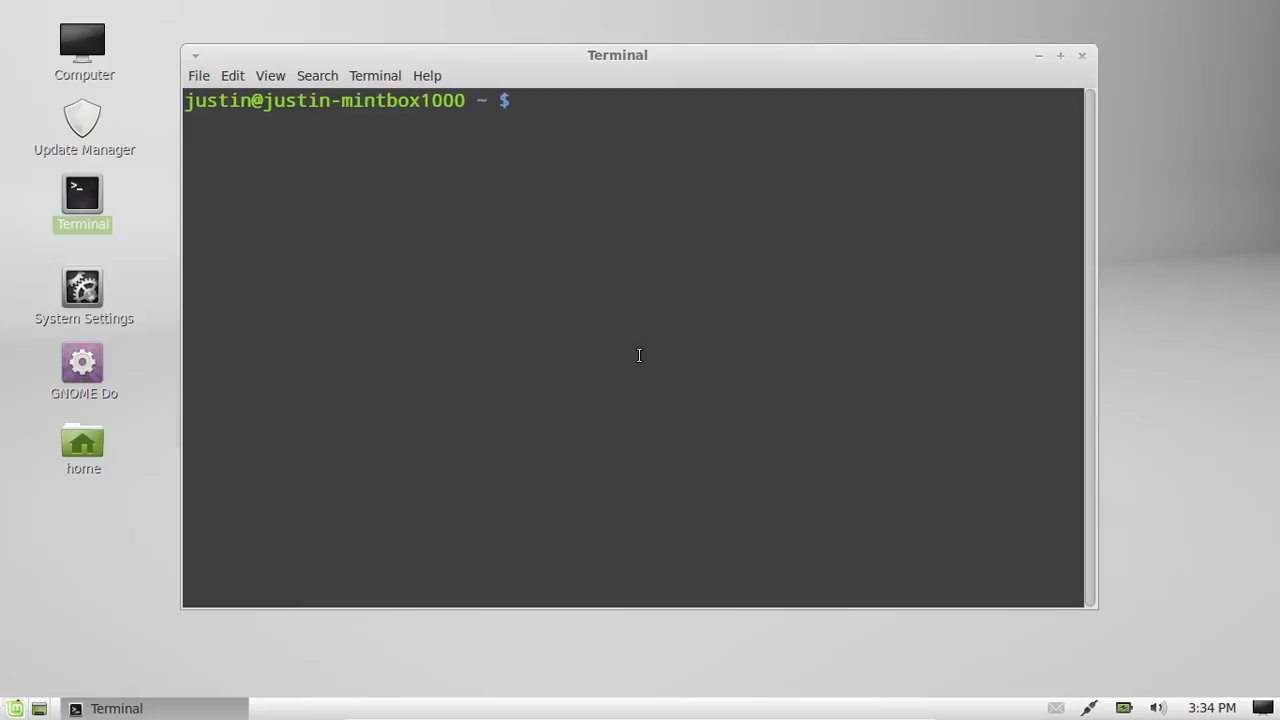 Computer
Update Manager
Terminal
System Settings
GNOME Do
home
Terminal
File Edit View Search Terminal Help
justin@justin-mintbox1000 ~ $
>_
Terminal
3:34 PM